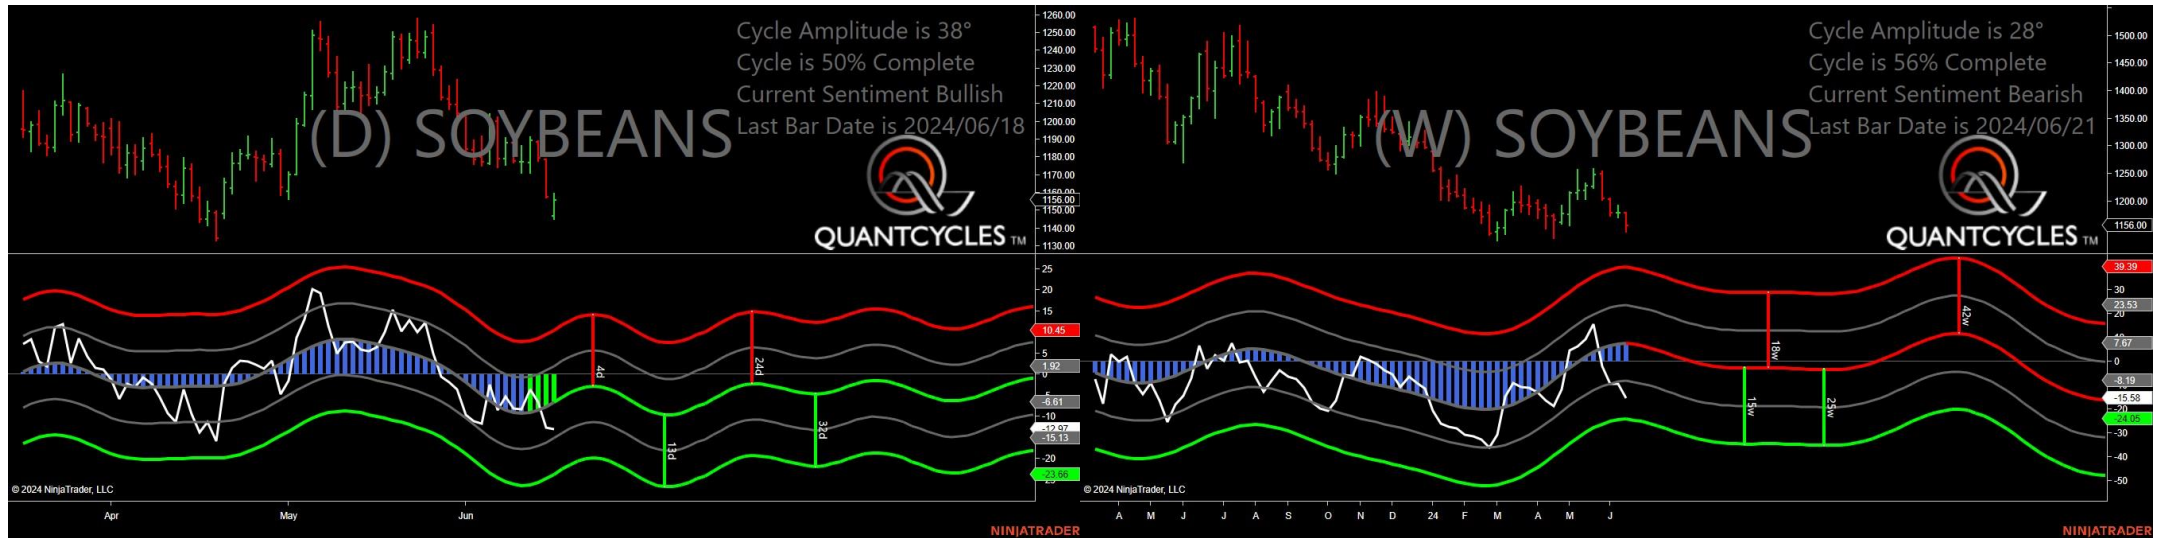 Cycle Amplitude is 38°
Cycle is 50% Complete
Current Sentiment Bullish
Last Bar Date is 2024/06/18
(D) SOYBEANS
QUANTCYCLES TM
1260.00
1250.00
1240.00
1230.00
1220.00
1210.00
1200.00
1190.00
1180.00
1170.00
1160.00
1156.00
1150.00
1140.00
1130.00
25
20
15
10.45
5
1.92
0
-6.61
-10
-12.97
-15.13
-20
-23.66
4d
13d
24d
32d
© 2024 NinjaTrader, LLC
Apr
May
Jun
NINJATRADER
Cycle Amplitude is 28°
Cycle is 56% Complete
Current Sentiment Bearish
Last Bar Date is 2024/06/21
(W) SOYBEANS
QUANTCYCLES TM
1500.00
1450.00
1400.00
1350.00
1300.00
1250.00
1200.00
1156.00
39.39
30
23.53
20
7.67
0
-8.19
-15.58
-20
-24.05
-30
-40
-50
15w
18w
25w
42w
© 2024 NinjaTrader, LLC
A M J J A S O N D 24 F M A M J
NINJATRADER